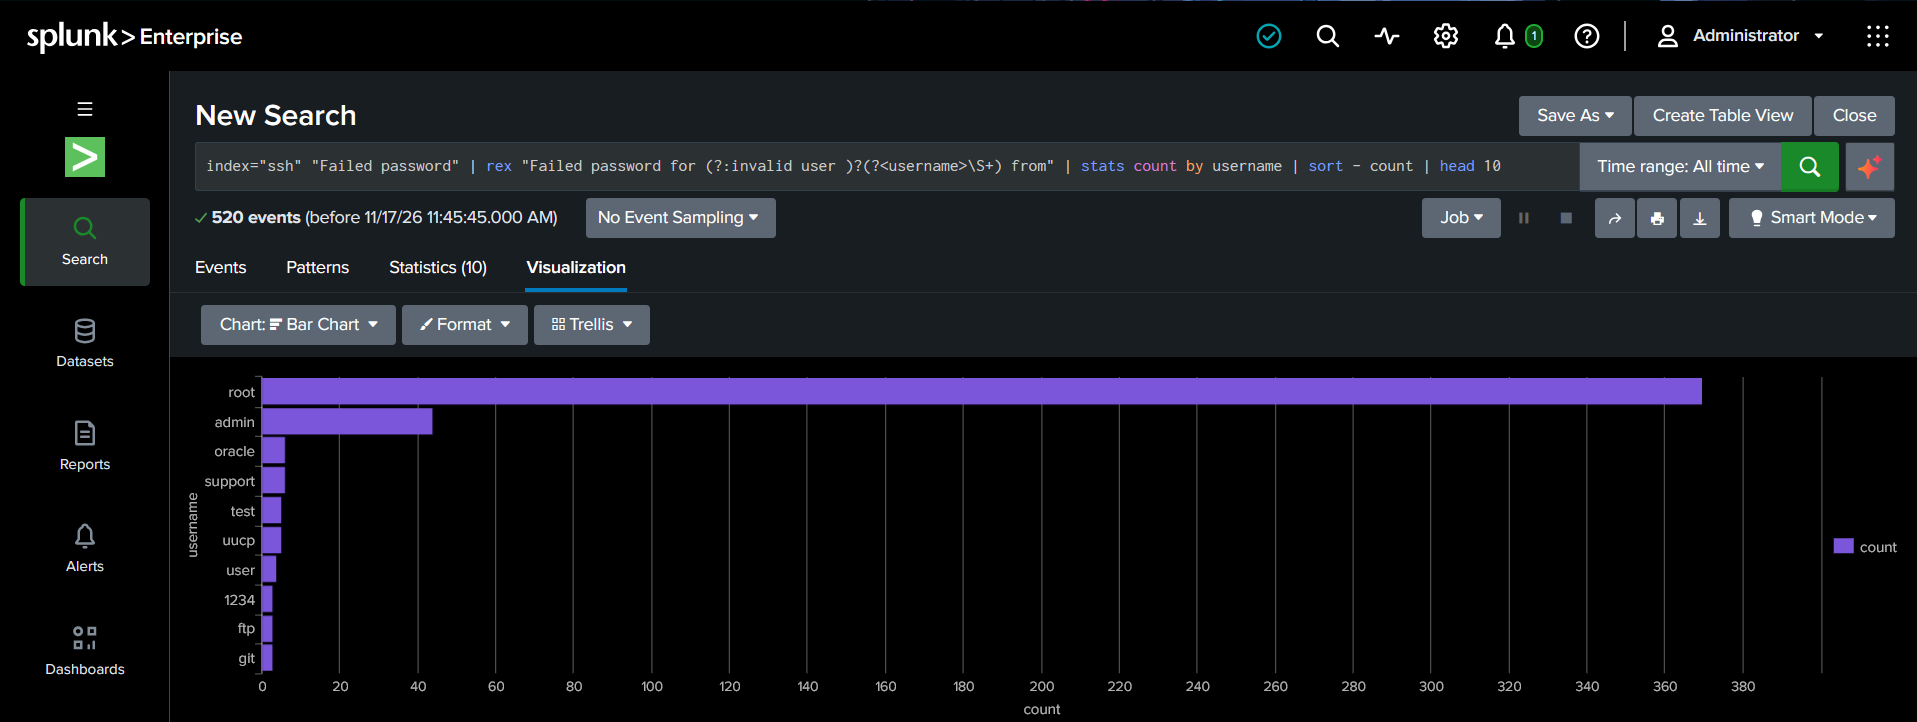 splunk>Enterprise
1
Administrator
New Search
Save As
Create Table View
Close
index="ssh" "Failed password" | rex "Failed password for (?:invalid user )?(?<username>\S+) from" | stats count by username | sort - count | head 10
Time range: All time
520 events (before 11/17/26 11:45:45.000 AM)
No Event Sampling
Job
Smart Mode
Events
Patterns
Statistics (10)
Visualization
Chart: Bar Chart
Format
Trellis
Search
Datasets
Reports
Alerts
Dashboards
username
root
admin
oracle
support
test
uucp
user
1234
ftp
git
0 20 40 60 80 100 120 140 160 180 200 220 240 260 280 300 320 340 360 380
count
count